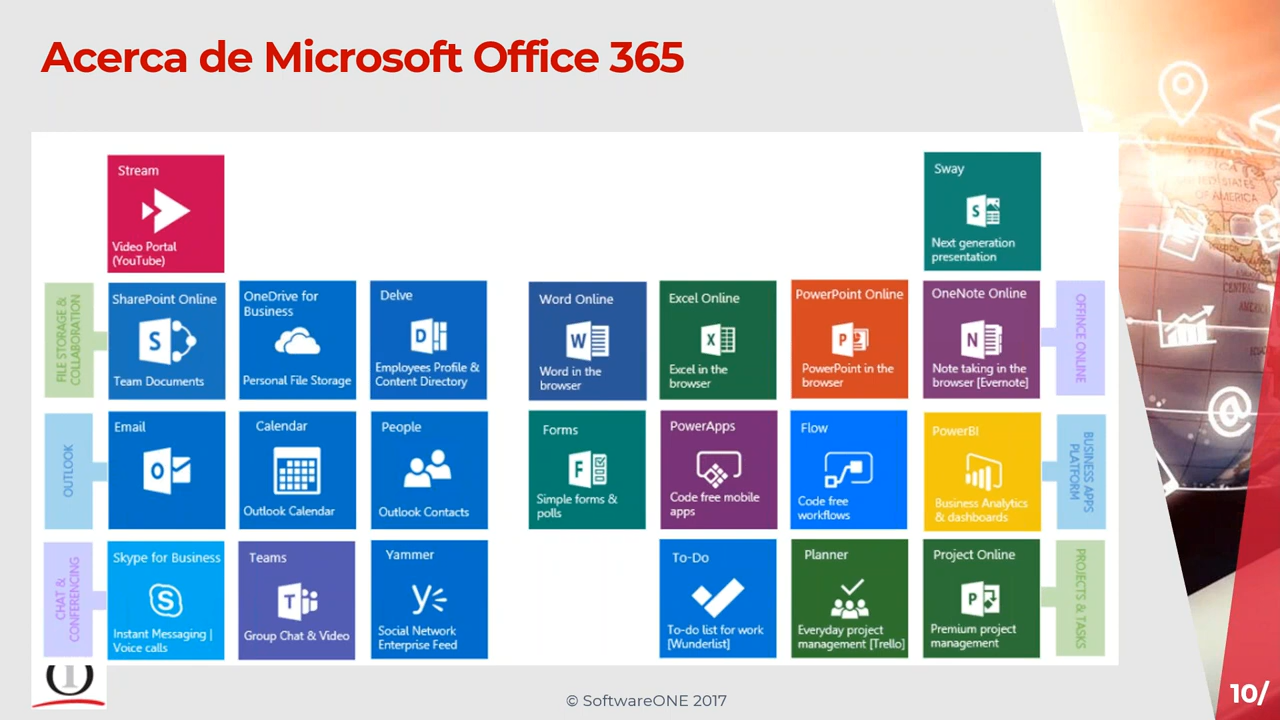 Acerca de Microsoft Office 365
Stream
Video Portal
(YouTube)
Sway
Next generation
presentation
FILE STORAGE &
COLLABORATION
SharePoint Online
Team Documents
OneDrive for
Business
Personal File Storage
Delve
Employees Profile &
Content Directory
Word Online
W
Word in the
browser
Excel Online
X
Excel in the
browser
PowerPoint Online
P
PowerPoint in the
browser
OneNote Online
N
Note taking in the
browser [Evernote]
OFFINCE ONLINE
OUTLOOK
Email
Calendar
Outlook Calendar
People
Outlook Contacts
Forms
F
Simple forms &
polls
PowerApps
Code free mobile
apps
Flow
Code free
workflows
PowerBI
Business Analytics
& dashboards
BUSINESS APPS
PLATFORM
CHAT &
CONFERENCING
Skype for Business
Instant Messaging |
Voice calls
Teams
Group Chat & Video
Yammer
Social Network
Enterprise Feed
To-Do
To-do list for work
[Wunderlist]
Planner
Everyday project
management [Trello]
Project Online
Premium project
management
PROJECTS & TASKS
© SoftwareONE 2017
10/